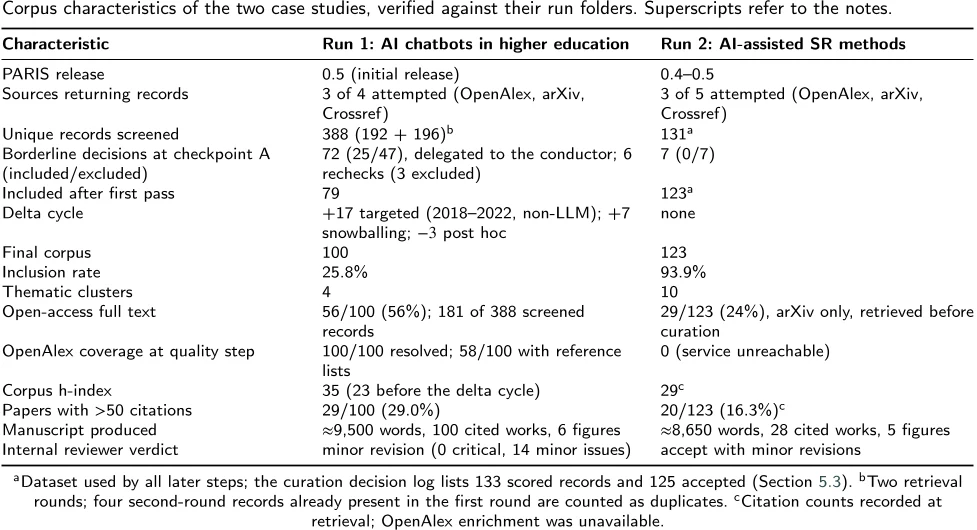 Corpus characteristics of the two case studies, verified against their run folders. Superscripts refer to the notes.
Characteristic Run 1: AI chatbots in higher education Run 2: AI-assisted SR methods
PARIS release 0.5 (initial release) 0.4–0.5
Sources returning records 3 of 4 attempted (OpenAlex, arXiv, 3 of 5 attempted (OpenAlex, arXiv,
Crossref) Crossref)
Unique records screened 388 (192 + 196)ᵇ 131ᵃ
Borderline decisions at checkpoint A 72 (25/47), delegated to the conductor; 6 7 (0/7)
(included/excluded) rechecks (3 excluded)
Included after first pass 79 123ᵃ
Delta cycle +17 targeted (2018–2022, non-LLM); +7 none
snowballing; −3 post hoc
Final corpus 100 123
Inclusion rate 25.8% 93.9%
Thematic clusters 4 10
Open-access full text 56/100 (56%); 181 of 388 screened 29/123 (24%), arXiv only, retrieved before
records curation
OpenAlex coverage at quality step 100/100 resolved; 58/100 with reference 0 (service unreachable)
lists
Corpus h-index 35 (23 before the delta cycle) 29ᶜ
Papers with >50 citations 29/100 (29.0%) 20/123 (16.3%)ᶜ
Manuscript produced ≈9,500 words, 100 cited works, 6 figures ≈8,650 words, 28 cited works, 5 figures
Internal reviewer verdict minor revision (0 critical, 14 minor issues) accept with minor revisions
ᵃDataset used by all later steps; the curation decision log lists 133 scored records and 125 accepted (Section 5.3). ᵇTwo retrieval
rounds; four second-round records already present in the first round are counted as duplicates. ᶜCitation counts recorded at
retrieval; OpenAlex enrichment was unavailable.